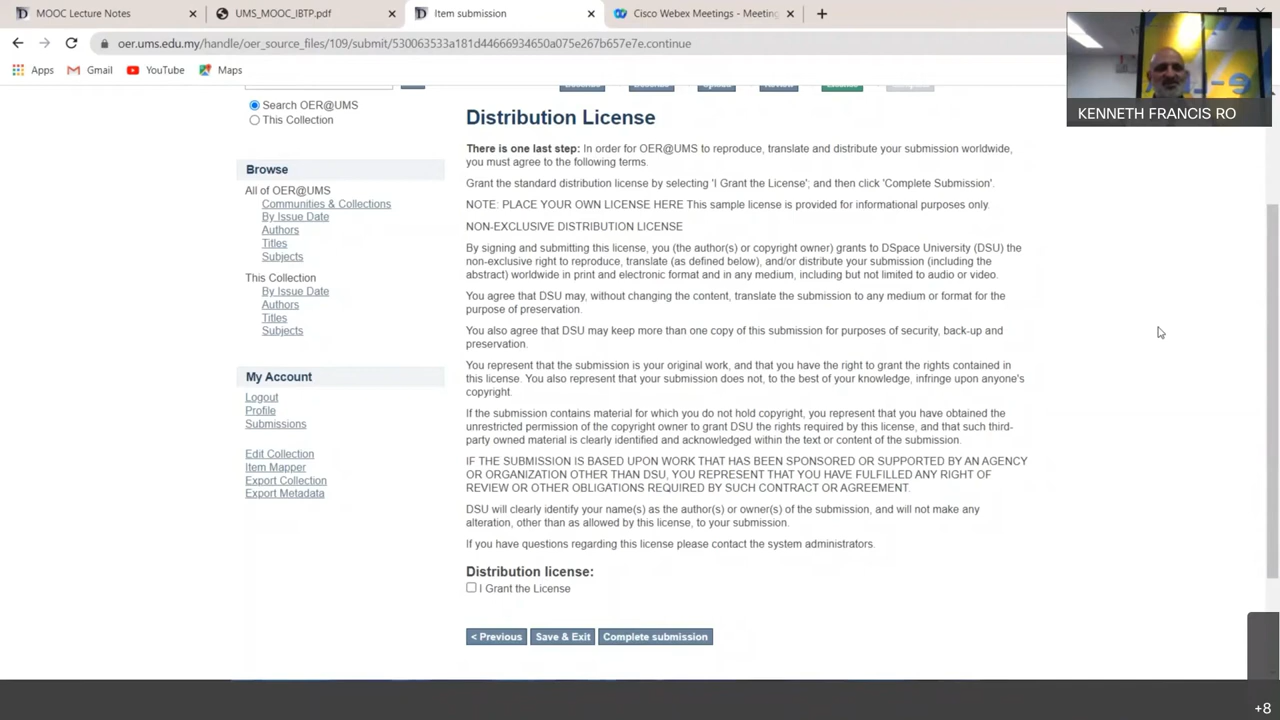 MOOC Lecture Notes
UMS_MOOC_IBTP.pdf
Item submission
Cisco Webex Meetings - Meeting
oer.ums.edu.my/handle/oer_source_files/109/submit/530063533a181d44666934650a075e267b657e7e.continue
Apps
Gmail
YouTube
Maps
KENNETH FRANCIS RO
Search OER@UMS
This Collection
Browse
All of OER@UMS
Communities & Collections
By Issue Date
Authors
Titles
Subjects
This Collection
By Issue Date
Authors
Titles
Subjects
My Account
Logout
Profile
Submissions
Edit Collection
Item Mapper
Export Collection
Export Metadata
Distribution License
There is one last step: In order for OER@UMS to reproduce, translate and distribute your submission worldwide,
you must agree to the following terms.
Grant the standard distribution license by selecting 'I Grant the License'; and then click 'Complete Submission'.
NOTE: PLACE YOUR OWN LICENSE HERE This sample license is provided for informational purposes only.
NON-EXCLUSIVE DISTRIBUTION LICENSE
By signing and submitting this license, you (the author(s) or copyright owner) grants to DSpace University (DSU) the
non-exclusive right to reproduce, translate (as defined below), and/or distribute your submission (including the
abstract) worldwide in print and electronic format and in any medium, including but not limited to audio or video.
You agree that DSU may, without changing the content, translate the submission to any medium or format for the
purpose of preservation.
You also agree that DSU may keep more than one copy of this submission for purposes of security, back-up and
preservation.
You represent that the submission is your original work, and that you have the right to grant the rights contained in
this license. You also represent that your submission does not, to the best of your knowledge, infringe upon anyone's
copyright.
If the submission contains material for which you do not hold copyright, you represent that you have obtained the
unrestricted permission of the copyright owner to grant DSU the rights required by this license, and that such third-
party owned material is clearly identified and acknowledged within the text or content of the submission.
IF THE SUBMISSION IS BASED UPON WORK THAT HAS BEEN SPONSORED OR SUPPORTED BY AN AGENCY
OR ORGANIZATION OTHER THAN DSU, YOU REPRESENT THAT YOU HAVE FULFILLED ANY RIGHT OF
REVIEW OR OTHER OBLIGATIONS REQUIRED BY SUCH CONTRACT OR AGREEMENT.
DSU will clearly identify your name(s) as the author(s) or owner(s) of the submission, and will not make any
alteration, other than as allowed by this license, to your submission.
If you have questions regarding this license please contact the system administrators.
Distribution license:
I Grant the License
< Previous
Save & Exit
Complete submission
+8